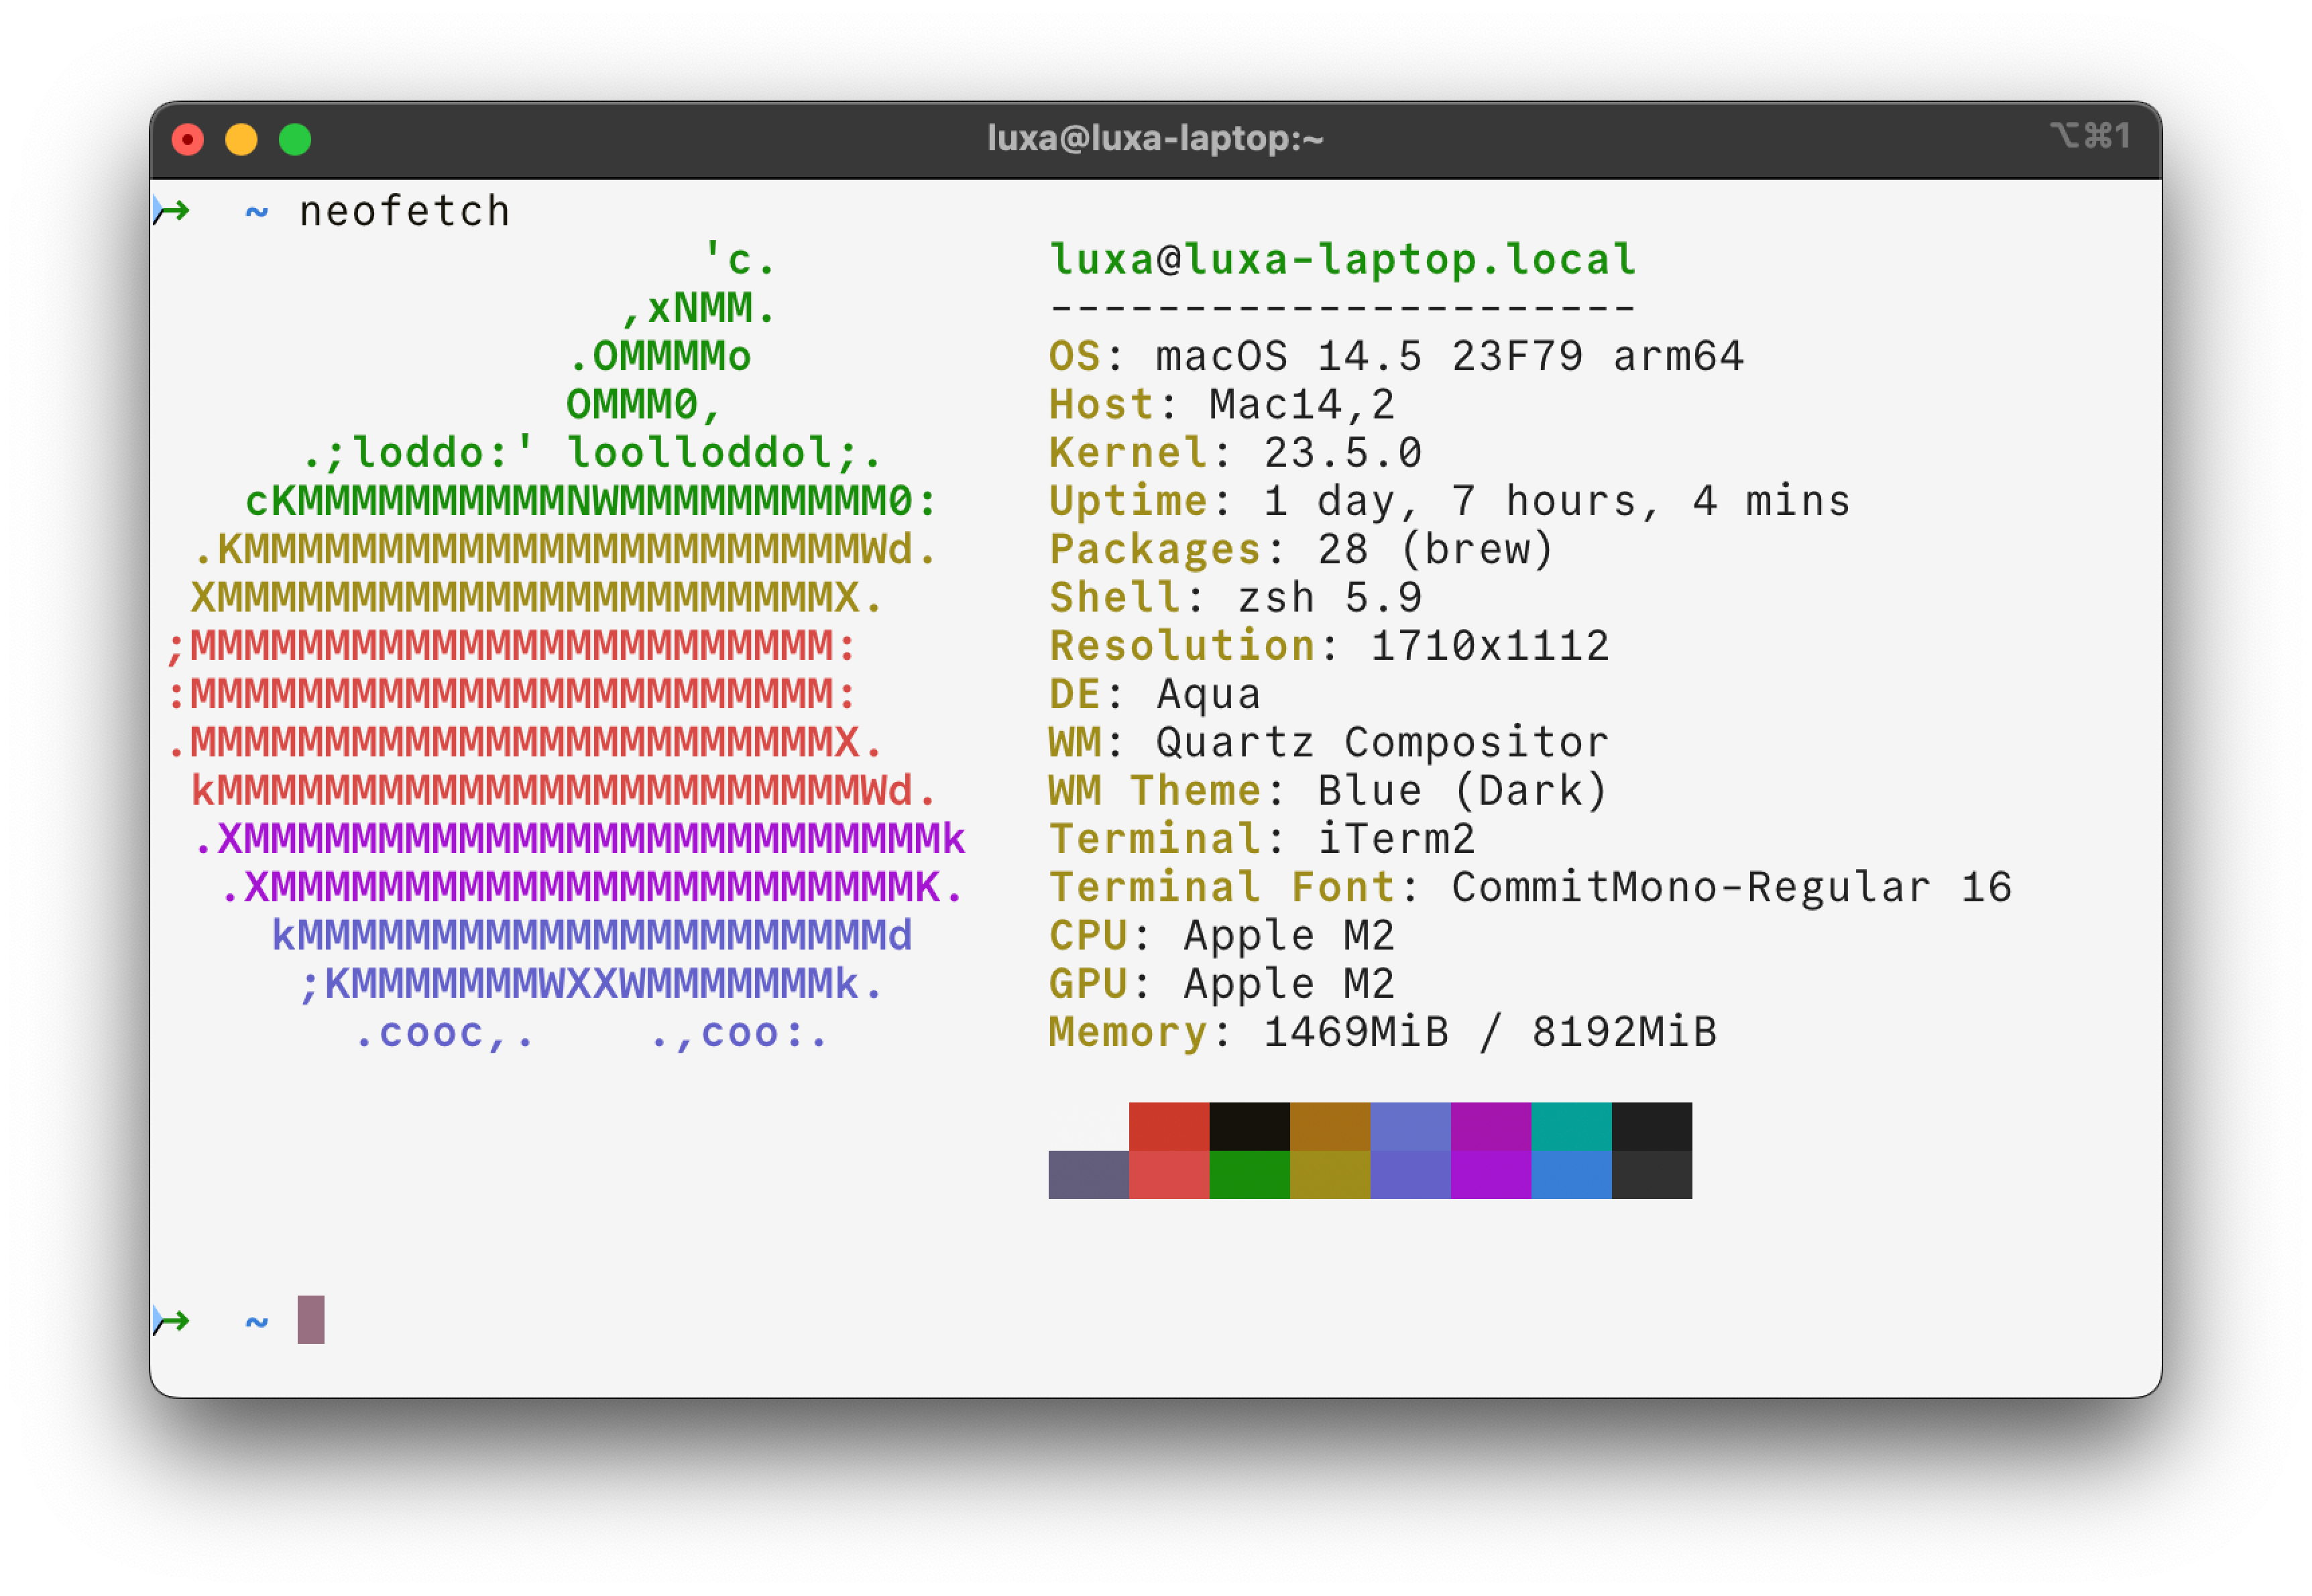 luxa@luxa-laptop:~ ⌥⌘1
~ neofetch
'c. luxa@luxa-laptop.local
,xNMM. ----------------------
.OMMMMo OS: macOS 14.5 23F79 arm64
OMMM0, Host: Mac14,2
.;loddo:' loolloddol;. Kernel: 23.5.0
cKMMMMMMMMMMNWMMMMMMMMMM0: Uptime: 1 day, 7 hours, 4 mins
.KMMMMMMMMMMMMMMMMMMMMMMMWd. Packages: 28 (brew)
XMMMMMMMMMMMMMMMMMMMMMMMX. Shell: zsh 5.9
;MMMMMMMMMMMMMMMMMMMMMMMM: Resolution: 1710x1112
:MMMMMMMMMMMMMMMMMMMMMMMM: DE: Aqua
.MMMMMMMMMMMMMMMMMMMMMMMMX. WM: Quartz Compositor
kMMMMMMMMMMMMMMMMMMMMMMMMWd. WM Theme: Blue (Dark)
.XMMMMMMMMMMMMMMMMMMMMMMMMMMk Terminal: iTerm2
.XMMMMMMMMMMMMMMMMMMMMMMMMK. Terminal Font: CommitMono-Regular 16
kMMMMMMMMMMMMMMMMMMMMMMd CPU: Apple M2
;KMMMMMMMWXXWMMMMMMMk. GPU: Apple M2
.cooc,. .,coo:. Memory: 1469MiB / 8192MiB
~